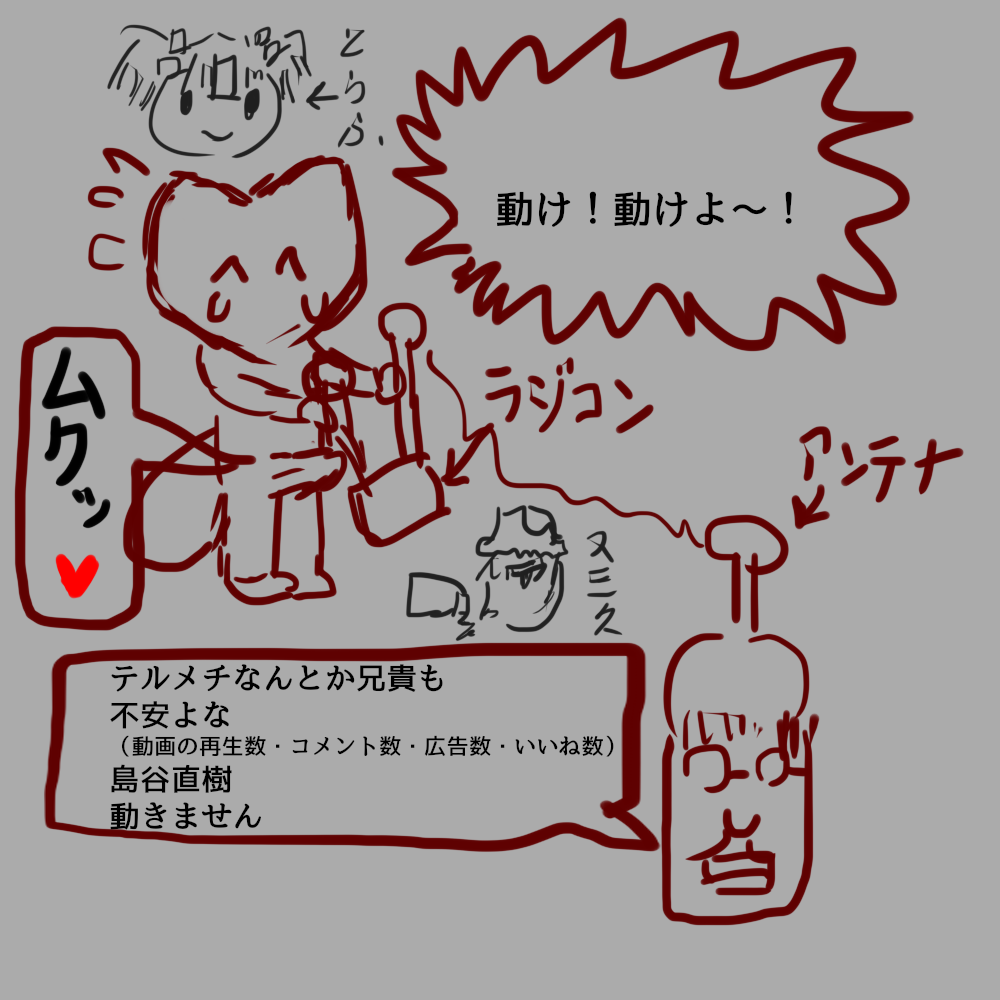 とらら.
動け！動けよ～！
ムクッ
ラジコン
アンテナ
ヌミク
テルメチなんとか兄貴も
不安よな
（動画の再生数・コメント数・広告数・いいね数）
島谷直樹
動きません